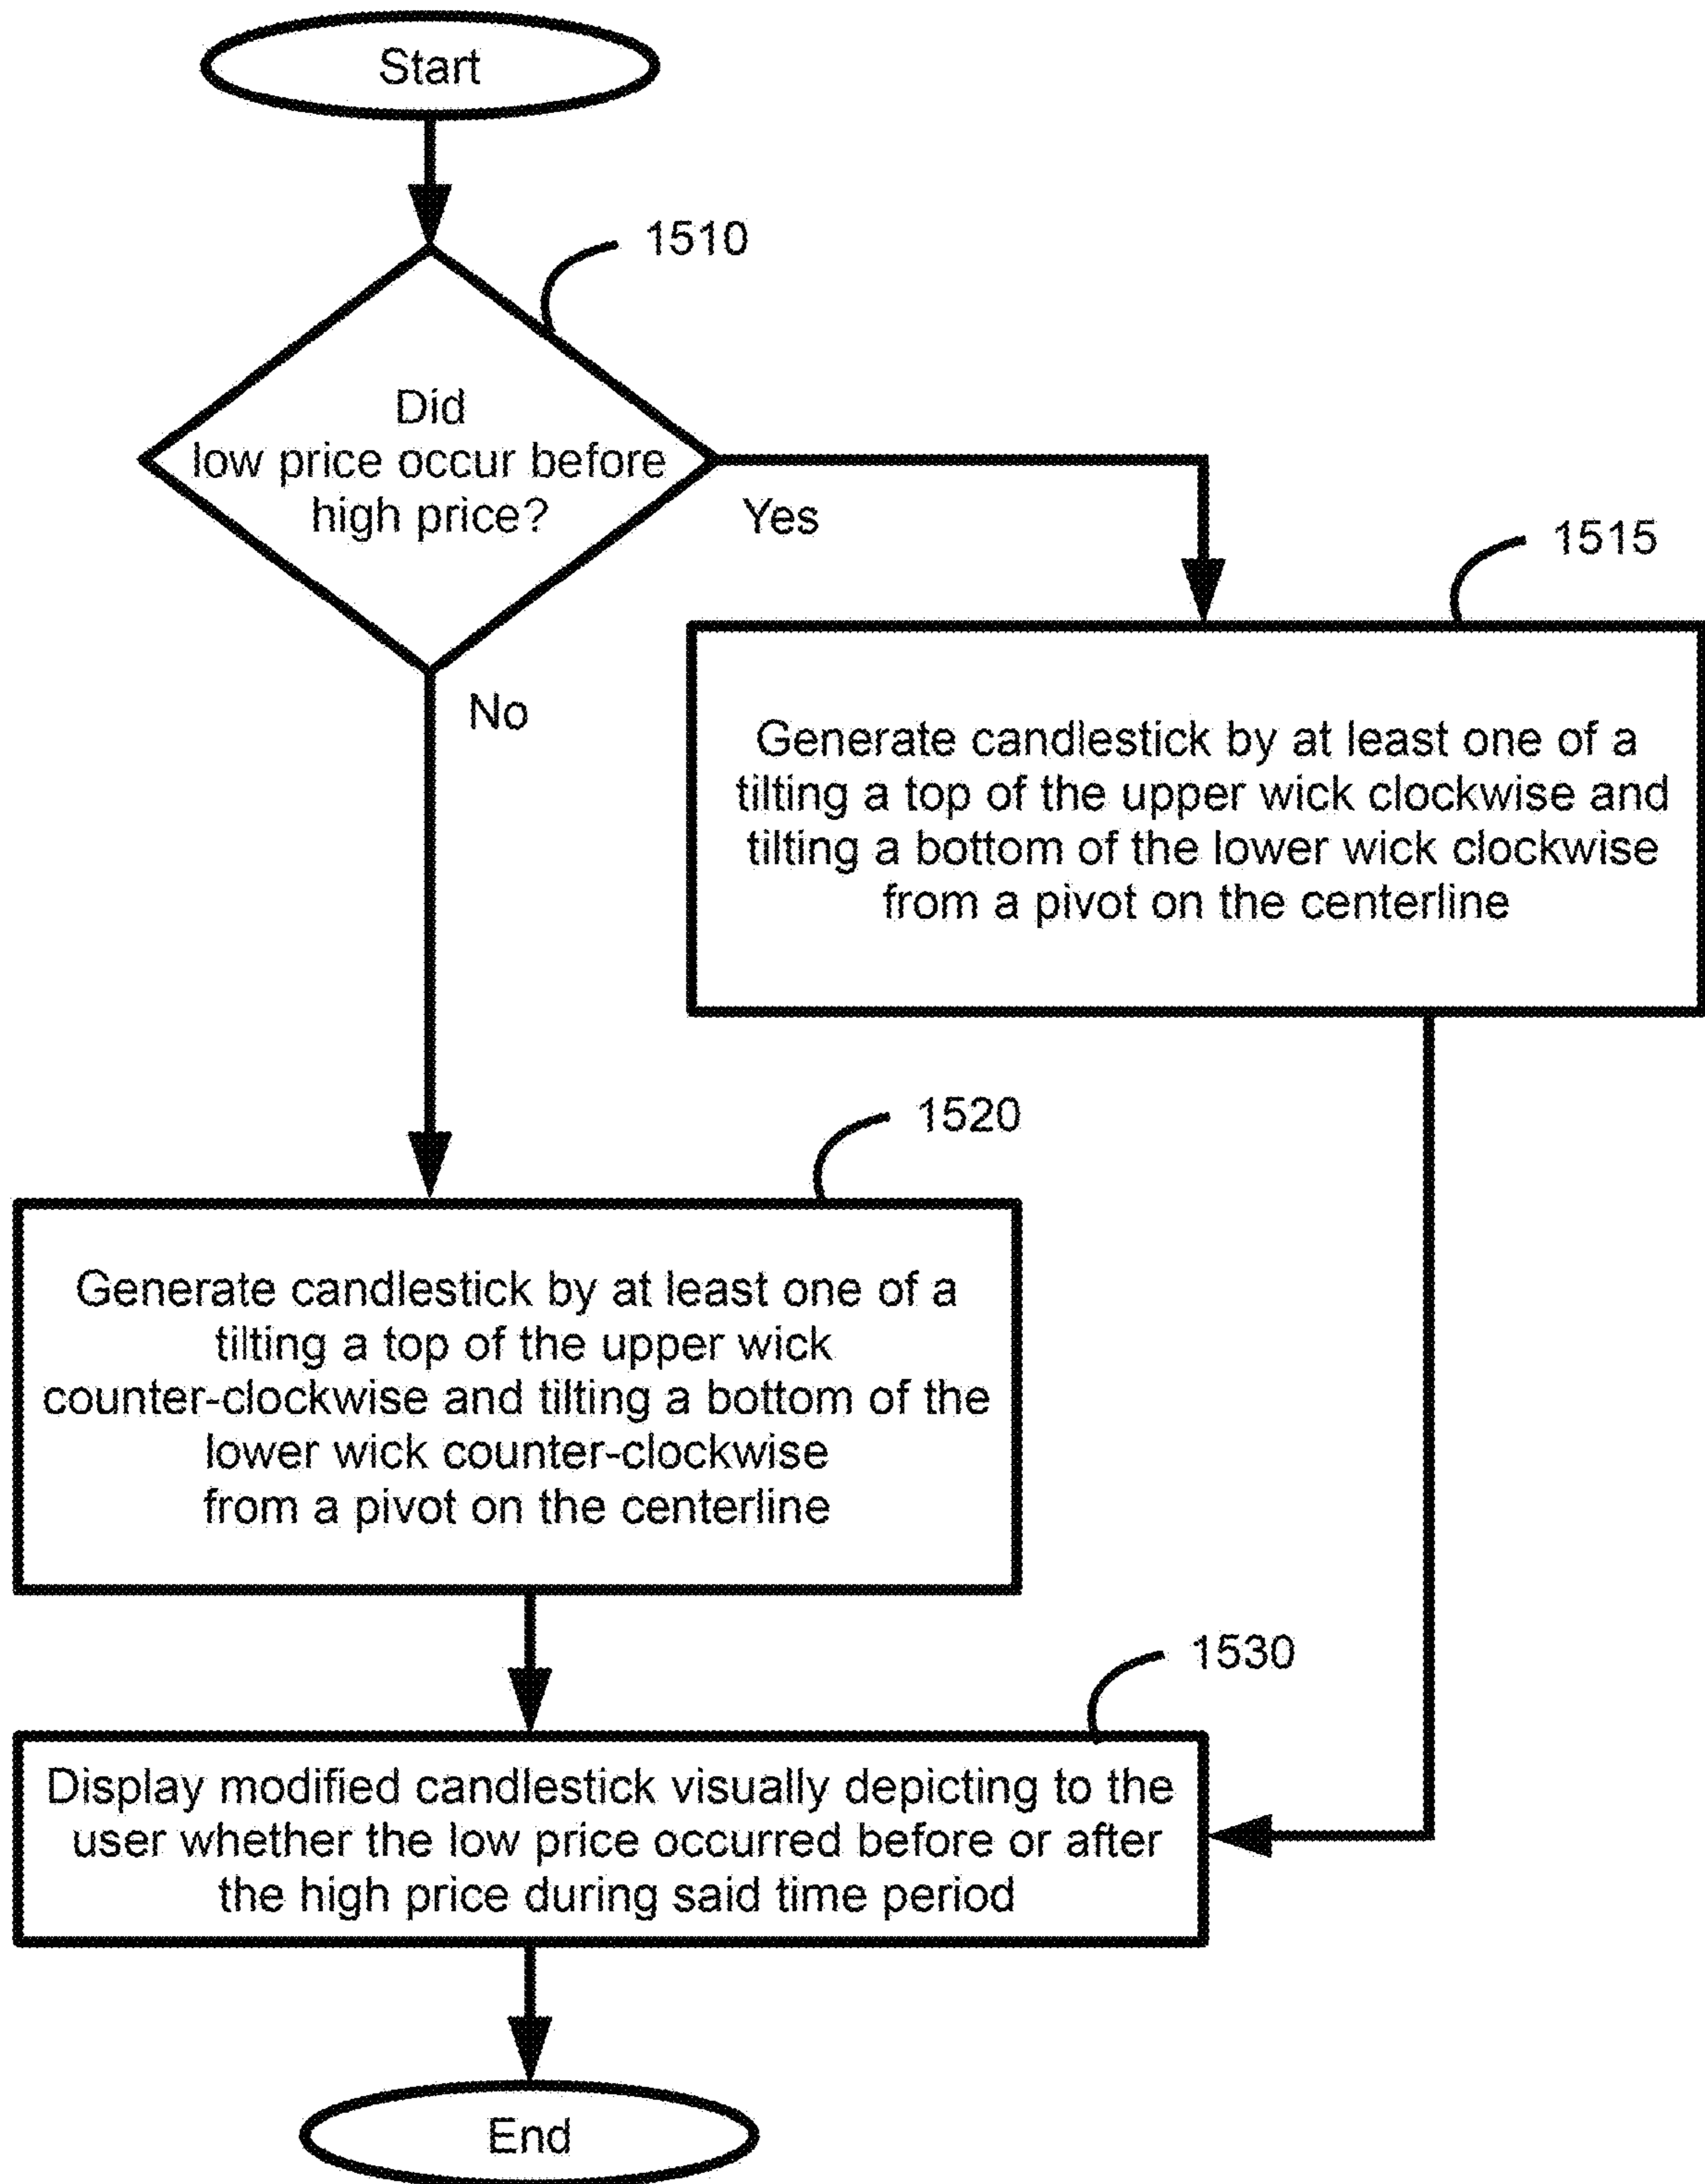 Start
1510
Did
low price occur before
high price?
Yes
1515
No
Generate candlestick by at least one of a
tilting a top of the upper wick clockwise and
tilting a bottom of the lower wick clockwise
from a pivot on the centerline
1520
Generate candlestick by at least one of a
tilting a top of the upper wick
counter-clockwise and tilting a bottom of the
lower wick counter-clockwise
from a pivot on the centerline
1530
Display modified candlestick visually depicting to the
user whether the low price occurred before or after
the high price during said time period
End